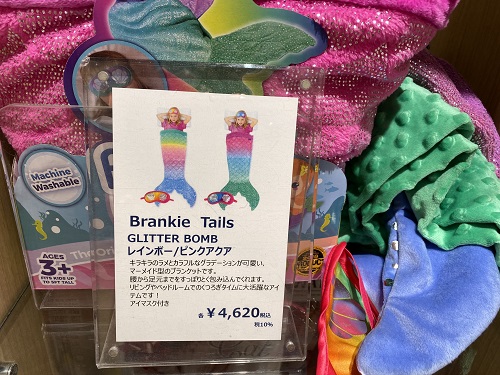 Machine
Washable
AGES
3+
FITS KIDS UP
TO 5FT TALL
Brankie Tails
GLITTER BOMB
レインボー/ピンクアクア
キラキラのラメとカラフルなグラデーションが可愛い、
マーメイド型のブランケットです。
腰から足元まですっぽりと包み込んでくれます。
リビングやベッドルームでのくつろぎタイムに大活躍なアイ
テムです！
アイマスク付き
各 ￥4,620税込
税10%